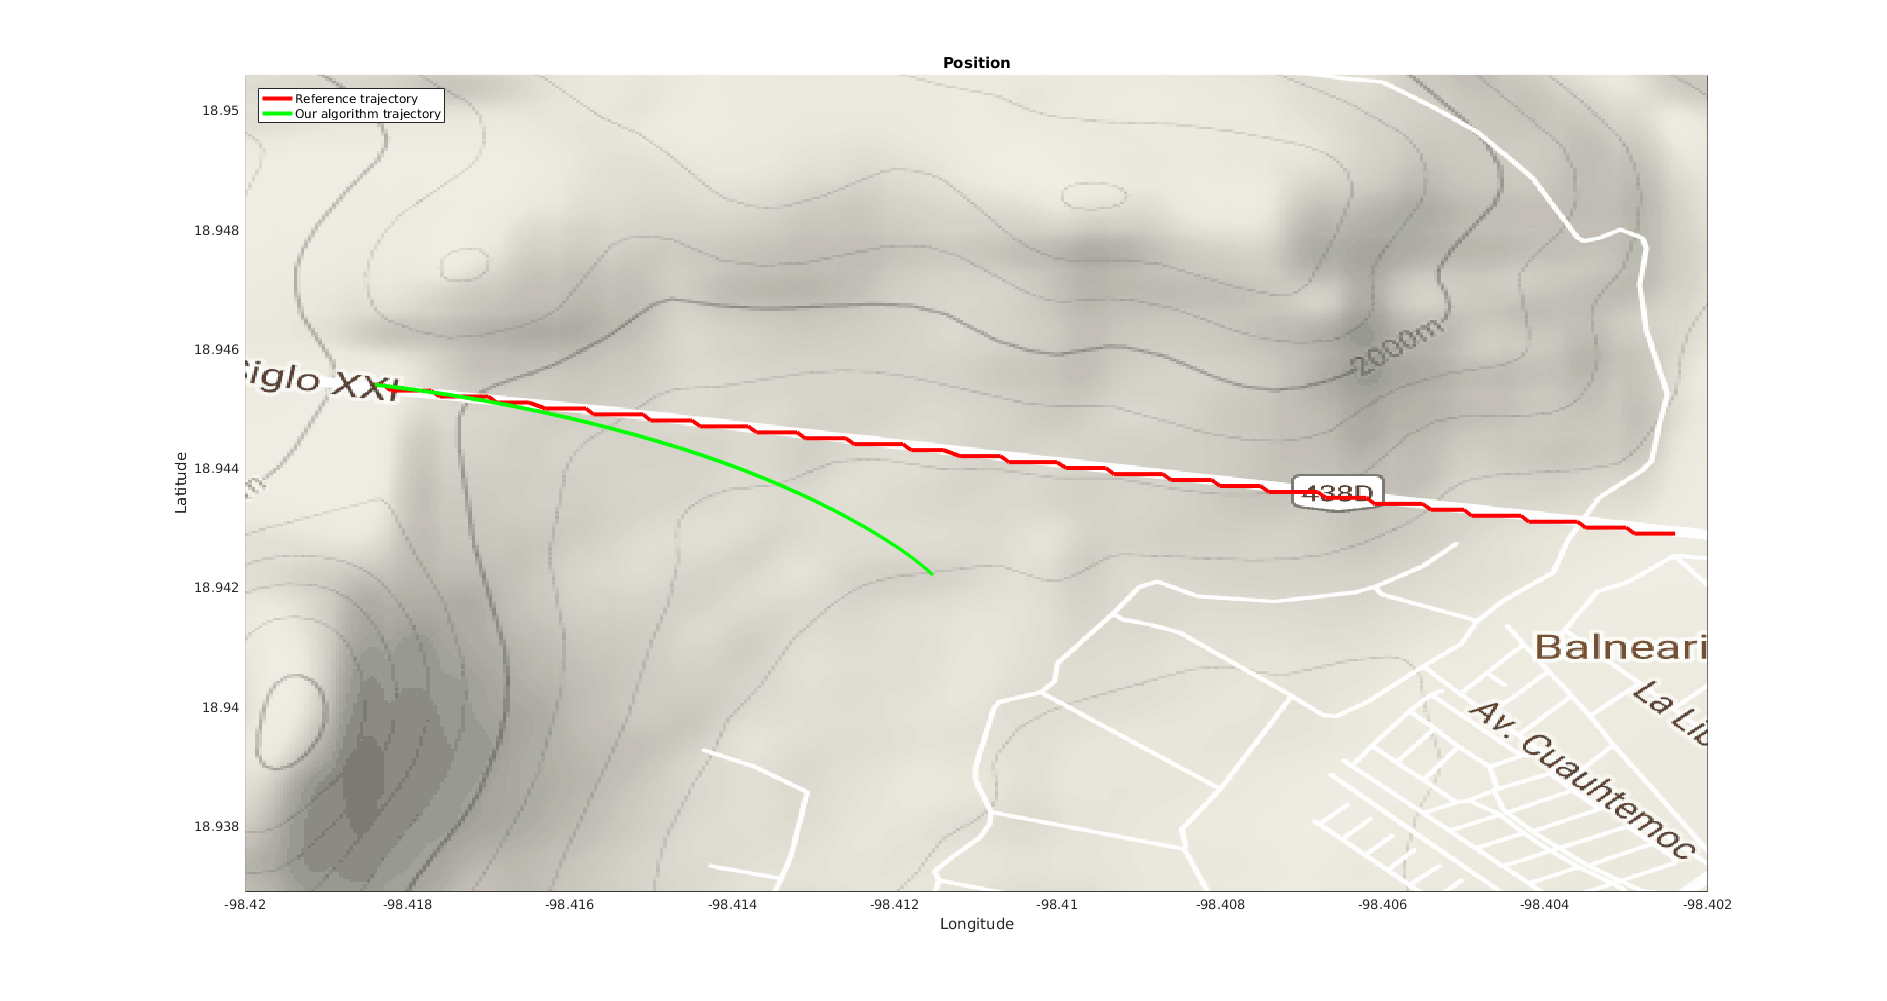 Position
Reference trajectory
Our algorithm trajectory
18.95
18.948
18.946
18.944
18.942
18.94
18.938
Latitude
iglo XXI
2000m
438D
m
Balneari
La Lib
Av. Cuauhtemoc
-98.42
-98.418
-98.416
-98.414
-98.412
-98.41
-98.408
-98.406
-98.404
-98.402
Longitude